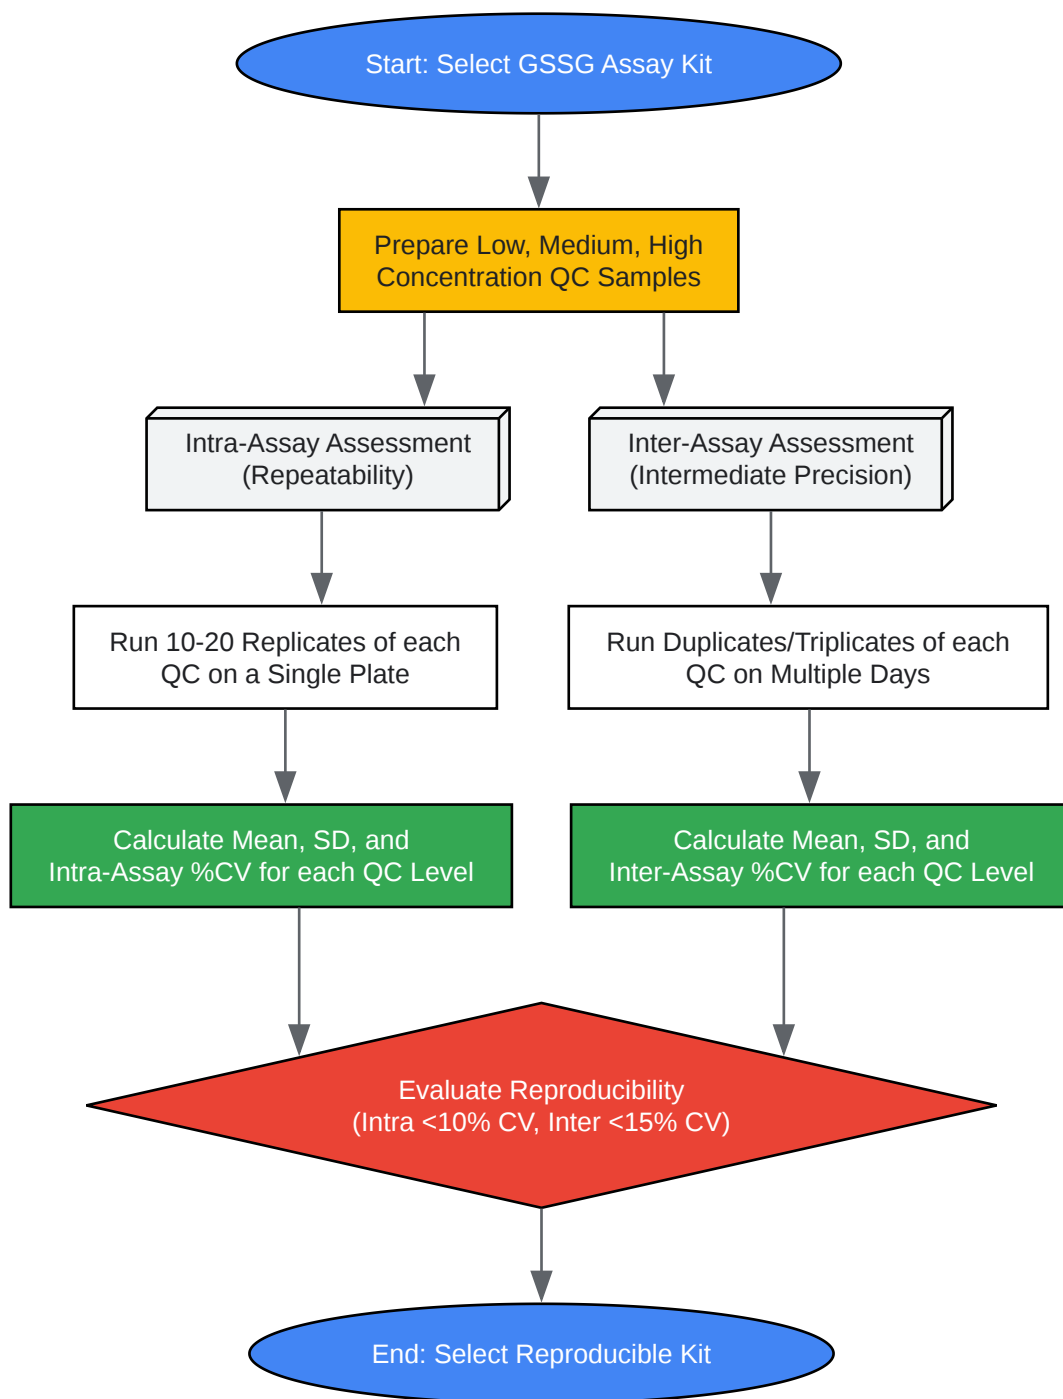 Start: Select GSSG Assay Kit
Prepare Low, Medium, High
Concentration QC Samples
Intra-Assay Assessment
(Repeatability)
Inter-Assay Assessment
(Intermediate Precision)
Run 10-20 Replicates of each
QC on a Single Plate
Run Duplicates/Triplicates of each
QC on Multiple Days
Calculate Mean, SD, and
Intra-Assay %CV for each QC Level
Calculate Mean, SD, and
Inter-Assay %CV for each QC Level
Evaluate Reproducibility
(Intra <10% CV, Inter <15% CV)
End: Select Reproducible Kit